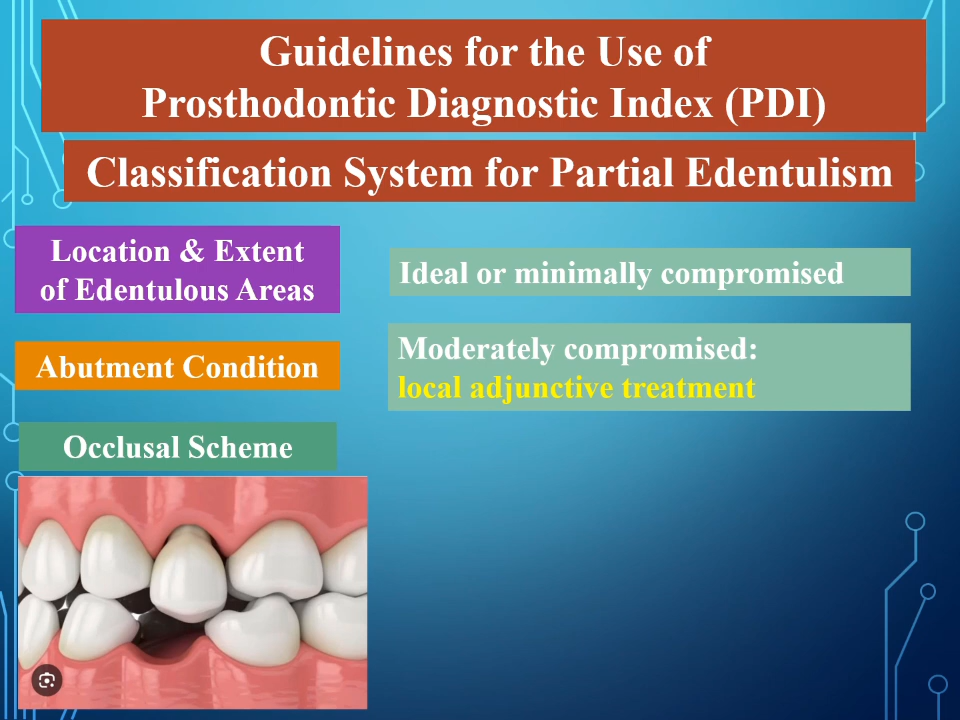 Guidelines for the Use of
Prosthodontic Diagnostic Index (PDI)
Classification System for Partial Edentulism
Location & Extent
of Edentulous Areas
Abutment Condition
Occlusal Scheme
Ideal or minimally compromised
Moderately compromised:
local adjunctive treatment